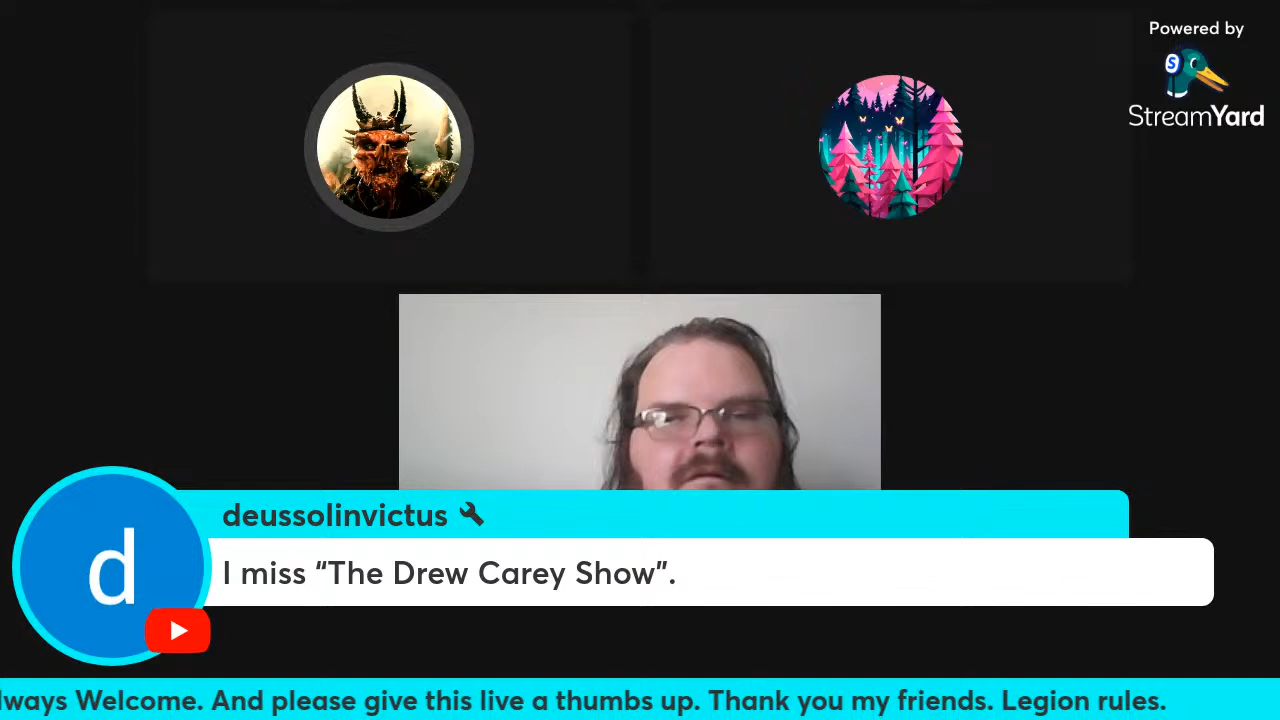 Powered by
S
StreamYard
d
deussolinvictus
I miss “The Drew Carey Show”.
lways Welcome. And please give this live a thumbs up. Thank you my friends. Legion rules.